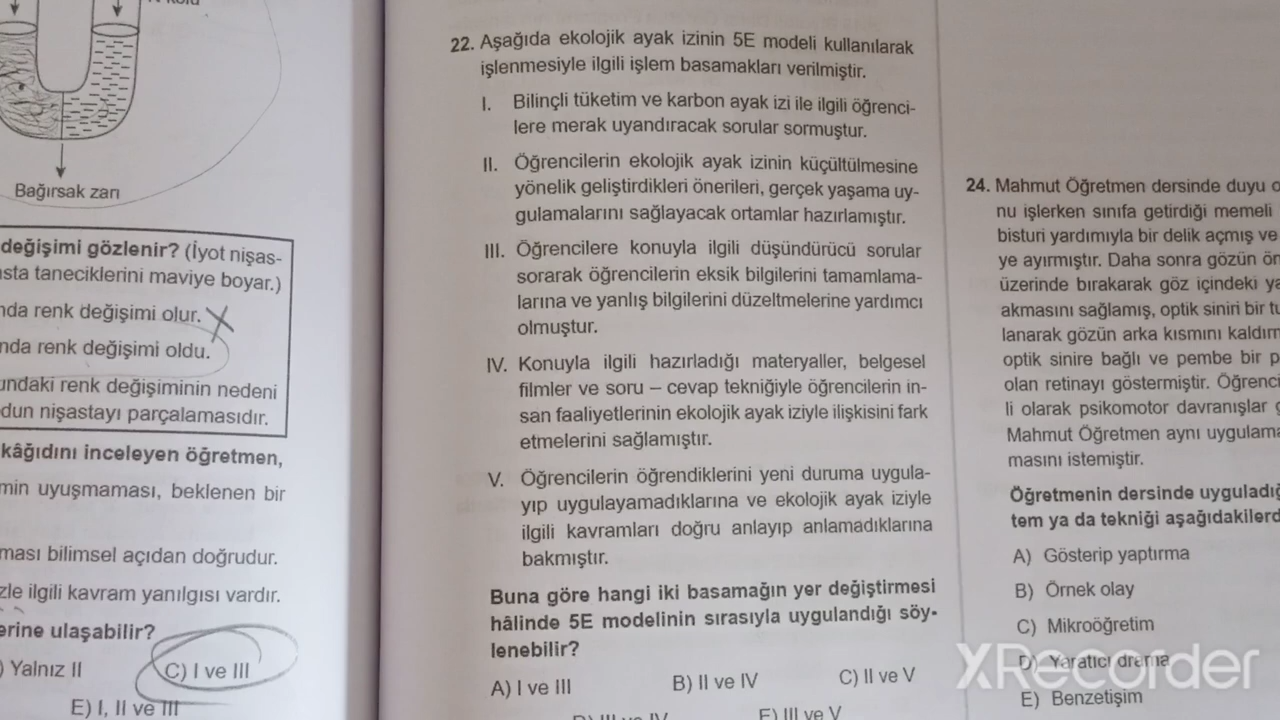 Bağırsak zarı
değişimi gözlenir? (İyot nişas-
sta taneciklerini maviye boyar.)
nda renk değişimi olur.
nda renk değişimi oldu.
undaki renk değişiminin nedeni
dun nişastayı parçalamasıdır.
kâğıdını inceleyen öğretmen,
min uyuşmaması, beklenen bir
ması bilimsel açıdan doğrudur.
zle ilgili kavram yanılgısı vardır.
erine ulaşabilir?
) Yalnız II
C) I ve III
E) I, II ve III
22. Aşağıda ekolojik ayak izinin 5E modeli kullanılarak
işlenmesiyle ilgili işlem basamakları verilmiştir.
I. Bilinçli tüketim ve karbon ayak izi ile ilgili öğrenci-
lere merak uyandıracak sorular sormuştur.
II. Öğrencilerin ekolojik ayak izinin küçültülmesine
yönelik geliştirdikleri önerileri, gerçek yaşama uy-
gulamalarını sağlayacak ortamlar hazırlamıştır.
III. Öğrencilere konuyla ilgili düşündürücü sorular
sorarak öğrencilerin eksik bilgilerini tamamlama-
larına ve yanlış bilgilerini düzeltmelerine yardımcı
olmuştur.
IV. Konuyla ilgili hazırladığı materyaller, belgesel
filmler ve soru – cevap tekniğiyle öğrencilerin in-
san faaliyetlerinin ekolojik ayak iziyle ilişkisini fark
etmelerini sağlamıştır.
V. Öğrencilerin öğrendiklerini yeni duruma uygula-
yıp uygulayamadıklarına ve ekolojik ayak iziyle
ilgili kavramları doğru anlayıp anlamadıklarına
bakmıştır.
Buna göre hangi iki basamağın yer değiştirmesi
hâlinde 5E modelinin sırasıyla uygulandığı söy-
lenebilir?
A) I ve III
B) II ve IV
C) II ve V
D) III ve IV
E) III ve V
24. Mahmut Öğretmen dersinde duyu o
nu işlerken sınıfa getirdiği memeli
bisturi yardımıyla bir delik açmış ve
ye ayırmıştır. Daha sonra gözün ön
üzerinde bırakarak göz içindeki ya
akmasını sağlamış, optik siniri bir tu
lanarak gözün arka kısmını kaldırm
optik sinire bağlı ve pembe bir p
olan retinayı göstermiştir. Öğrenci
li olarak psikomotor davranışlar
Mahmut Öğretmen aynı uygulama
masını istemiştir.
Öğretmenin dersinde uyguladığ
tem ya da tekniği aşağıdakilerd
A) Gösterip yaptırma
B) Örnek olay
C) Mikroöğretim
D) Yaratıcı drama
E) Benzetişim
XRecorder